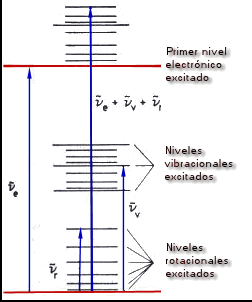 Primer nivel
electrónico
excitado
ν̃e + ν̃v + ν̃r
Niveles
vibracionales
excitados
ν̃e
ν̃v
ν̃r
Niveles
rotacionales
excitados